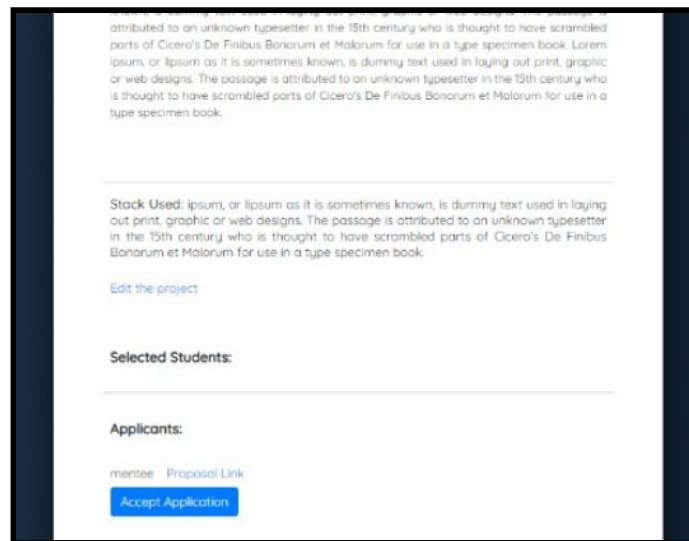 known, is dummy text used in laying out print, graphic or web designs. The passage is
attributed to an unknown typesetter in the 15th century who is thought to have scrambled
parts of Cicero's De Finibus Bonorum et Malorum for use in a type specimen book. Lorem
ipsum, or lipsum as it is sometimes known, is dummy text used in laying out print, graphic
or web designs. The passage is attributed to an unknown typesetter in the 15th century who
is thought to have scrambled parts of Cicero's De Finibus Bonorum et Malorum for use in a
type specimen book.
Stack Used: ipsum, or lipsum as it is sometimes known, is dummy text used in laying
out print, graphic or web designs. The passage is attributed to an unknown typesetter
in the 15th century who is thought to have scrambled parts of Cicero's De Finibus
Bonorum et Malorum for use in a type specimen book.
Edit the project
Selected Students:
Applicants:
mentee Proposal Link
Accept Application